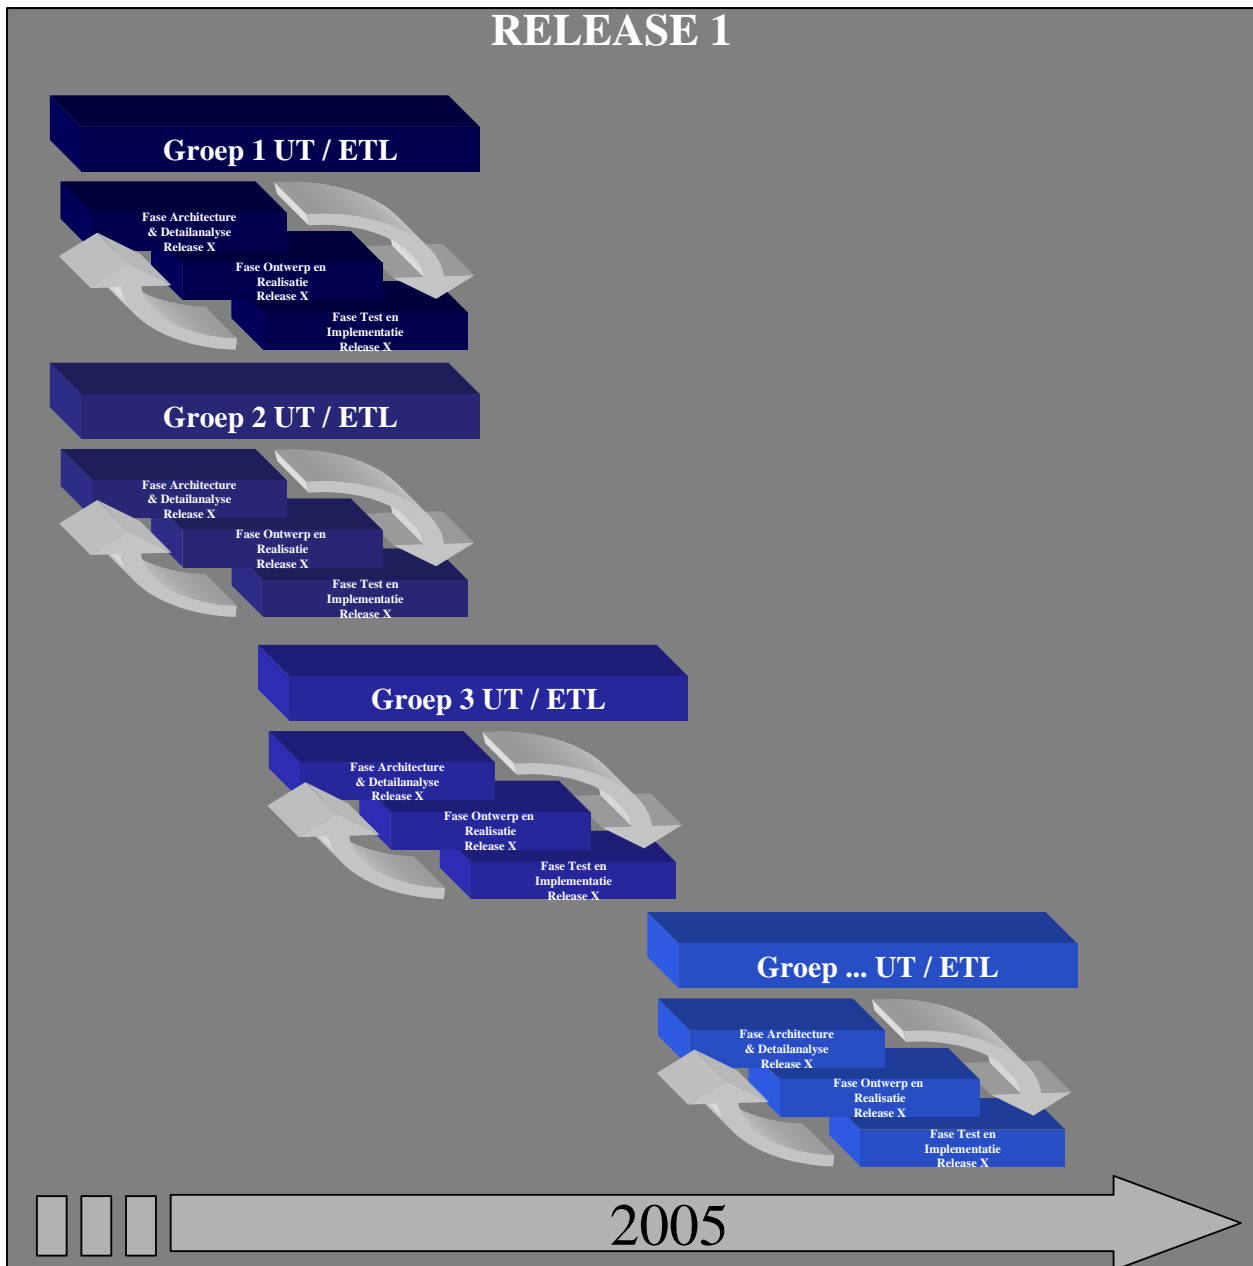 RELEASE 1
Groep 1 UT / ETL
Fase Architecture
& Detailanalyse
Release X
Fase Ontwerp en
Realisatie
Release X
Fase Test en
Implementatie
Release X
Groep 2 UT / ETL
Fase Architecture
& Detailanalyse
Release X
Fase Ontwerp en
Realisatie
Release X
Fase Test en
Implementatie
Release X
Groep 3 UT / ETL
Fase Architecture
& Detailanalyse
Release X
Fase Ontwerp en
Realisatie
Release X
Fase Test en
Implementatie
Release X
Groep ... UT / ETL
Fase Architecture
& Detailanalyse
Release X
Fase Ontwerp en
Realisatie
Release X
Fase Test en
Implementatie
Release X
2005